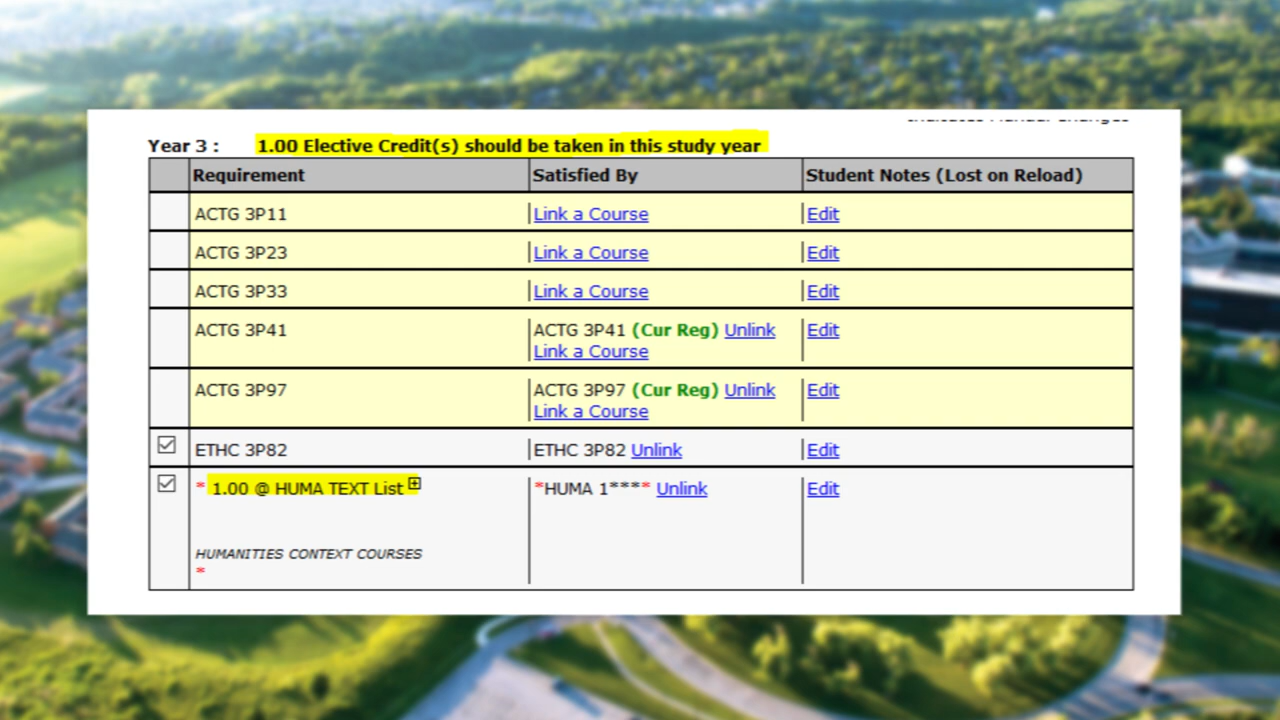 Year 3 : 1.00 Elective Credit(s) should be taken in this study year
Requirement Satisfied By Student Notes (Lost on Reload)
ACTG 3P11 Link a Course Edit
ACTG 3P23 Link a Course Edit
ACTG 3P33 Link a Course Edit
ACTG 3P41 ACTG 3P41 (Cur Reg) Unlink Edit
Link a Course
ACTG 3P97 ACTG 3P97 (Cur Reg) Unlink Edit
Link a Course
ETHC 3P82 ETHC 3P82 Unlink Edit
* 1.00 @ HUMA TEXT List *HUMA 1**** Unlink Edit
HUMANITIES CONTEXT COURSES
*